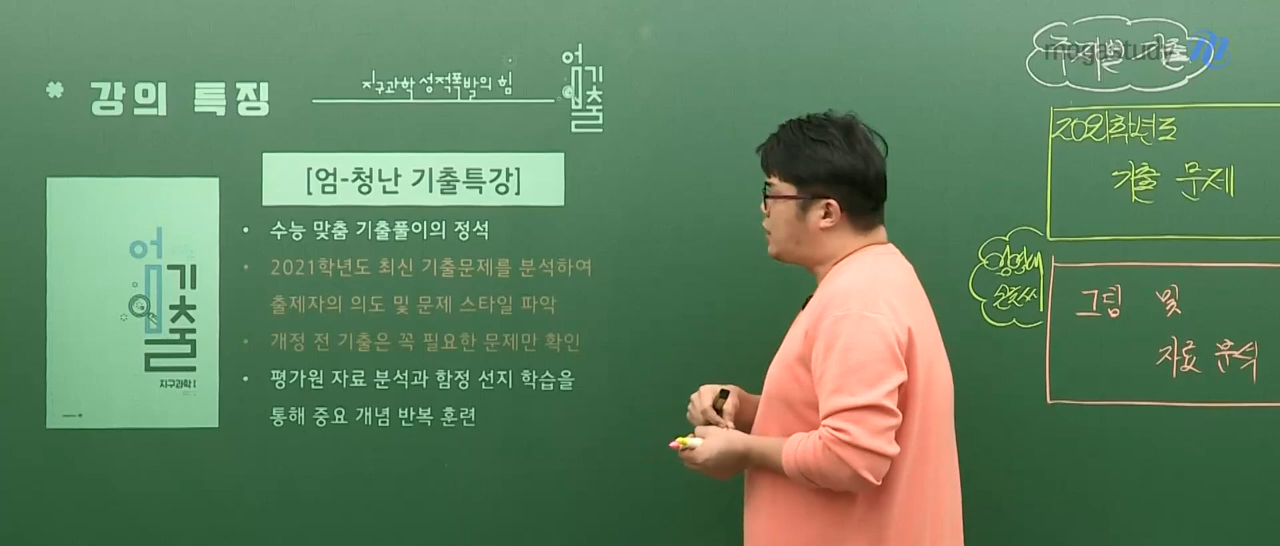 강의 특징
지구과학 성적폭발의 힘
엄기출
[엄-청난 기출특강]
• 수능 맞춤 기출풀이의 정석
• 2021학년도 최신 기출문제를 분석하여
출제자의 의도 및 문제 스타일 파악
• 개정 전 기출은 꼭 필요한 문제만 확인
• 평가원 자료 분석과 함정 선지 학습을
통해 중요 개념 반복 훈련
엄기출
지구과학 I
megastudy M
2021학년도
기출 문제
엄영대
손글씨
그림 및
자료 분석